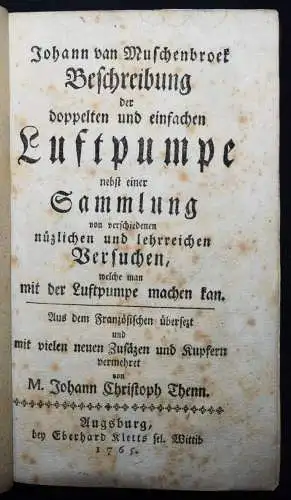 Johann van Muschenbroek
Beschreibung
der
doppelten und einfachen
Luftpumpe
nebst einer
Sammlung
von verschiedenen
nüzlichen und lehrreichen
Versuchen,
welche man
mit der Luftpumpe machen kan.
Aus dem Französischen übersezt
und
mit vielen neuen Zusäzen und Kupfern
vermehret
von
M. Johann Christoph Thenn.
Augsburg,
bey Eberhard Kletts sel. Wittib
1765.